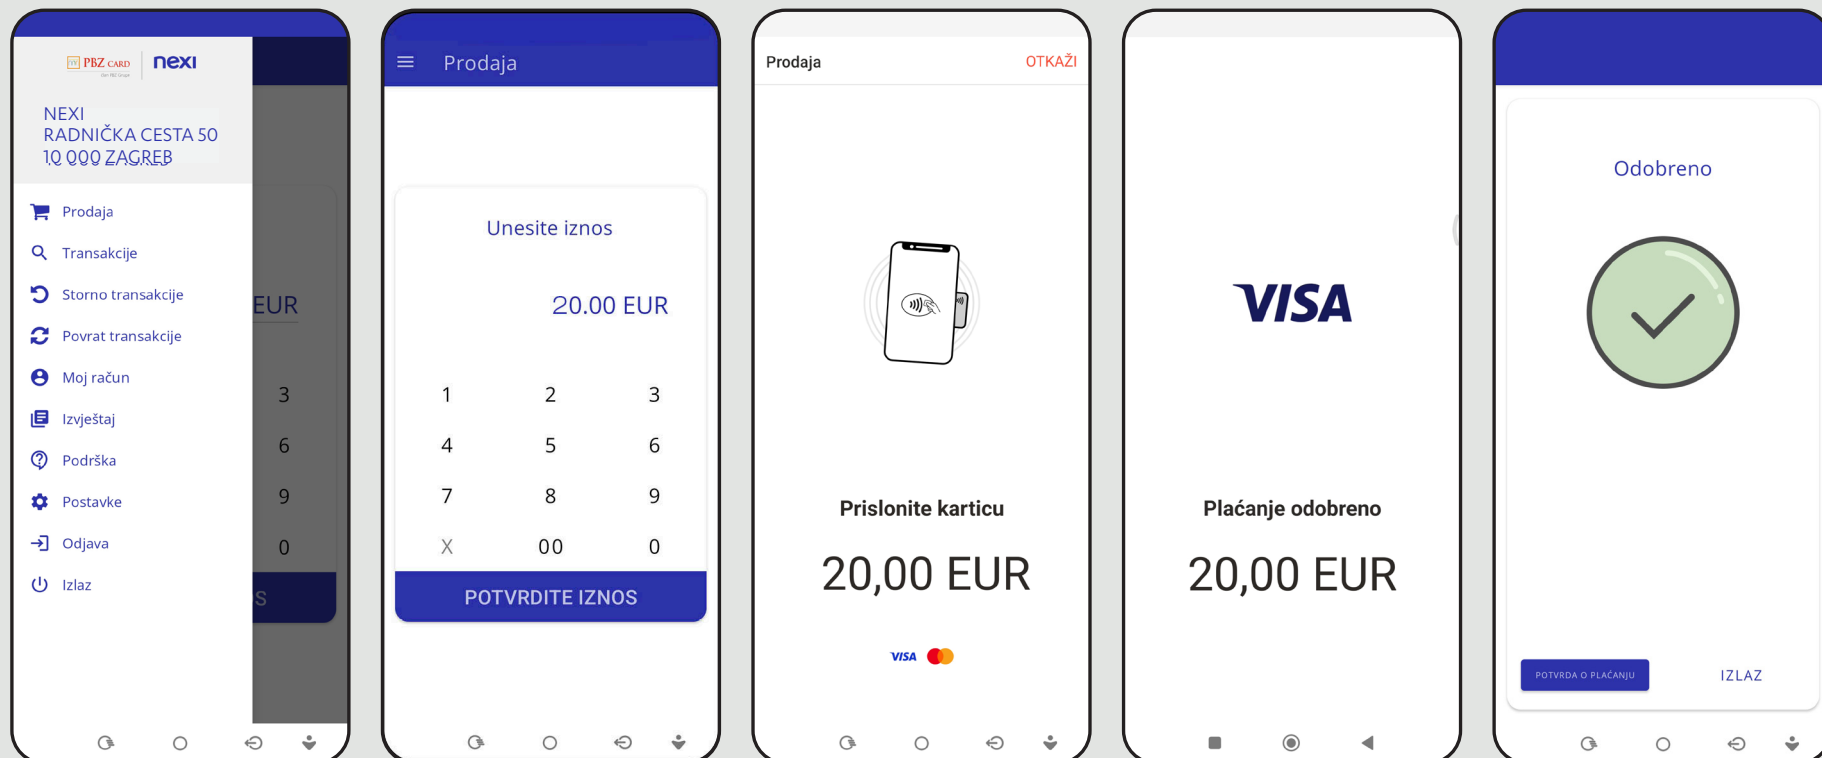 PBZ CARD
nexi
NEXI
RADNIČKA CESTA 50
10 000 ZAGREB
Prodaja
Transakcije
Storno transakcije
Povrat transakcije
Moj račun
Izvještaj
Podrška
Postavke
Odjava
Izlaz
EUR
3
6
9
0
S
Prodaja
Unesite iznos
20.00 EUR
1 2 3
4 5 6
7 8 9
X 00 0
POTVRDITE IZNOS
Prodaja OTKAŽI
Prislonite karticu
20,00 EUR
VISA
VISA
Plaćanje odobreno
20,00 EUR
Odobreno
POTVRDA O PLAĆANJU IZLAZ